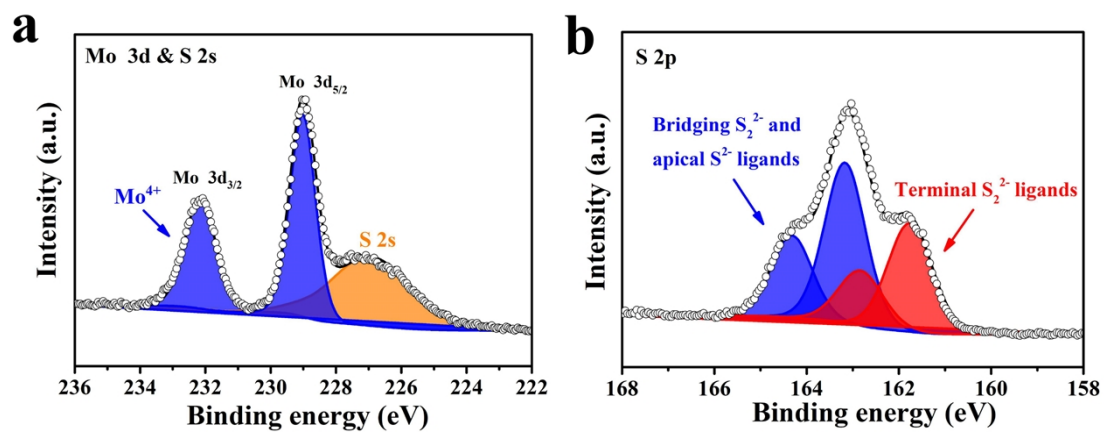 a
Mo 3d & S 2s
Mo 3d5/2
Mo 3d3/2
Mo4+
S 2s
Intensity (a.u.)
236 234 232 230 228 226 224 222
Binding energy (eV)
b
S 2p
Bridging S₂²⁻ and
apical S²⁻ ligands
Terminal S₂²⁻ ligands
Intensity (a.u.)
168 166 164 162 160 158
Binding energy (eV)